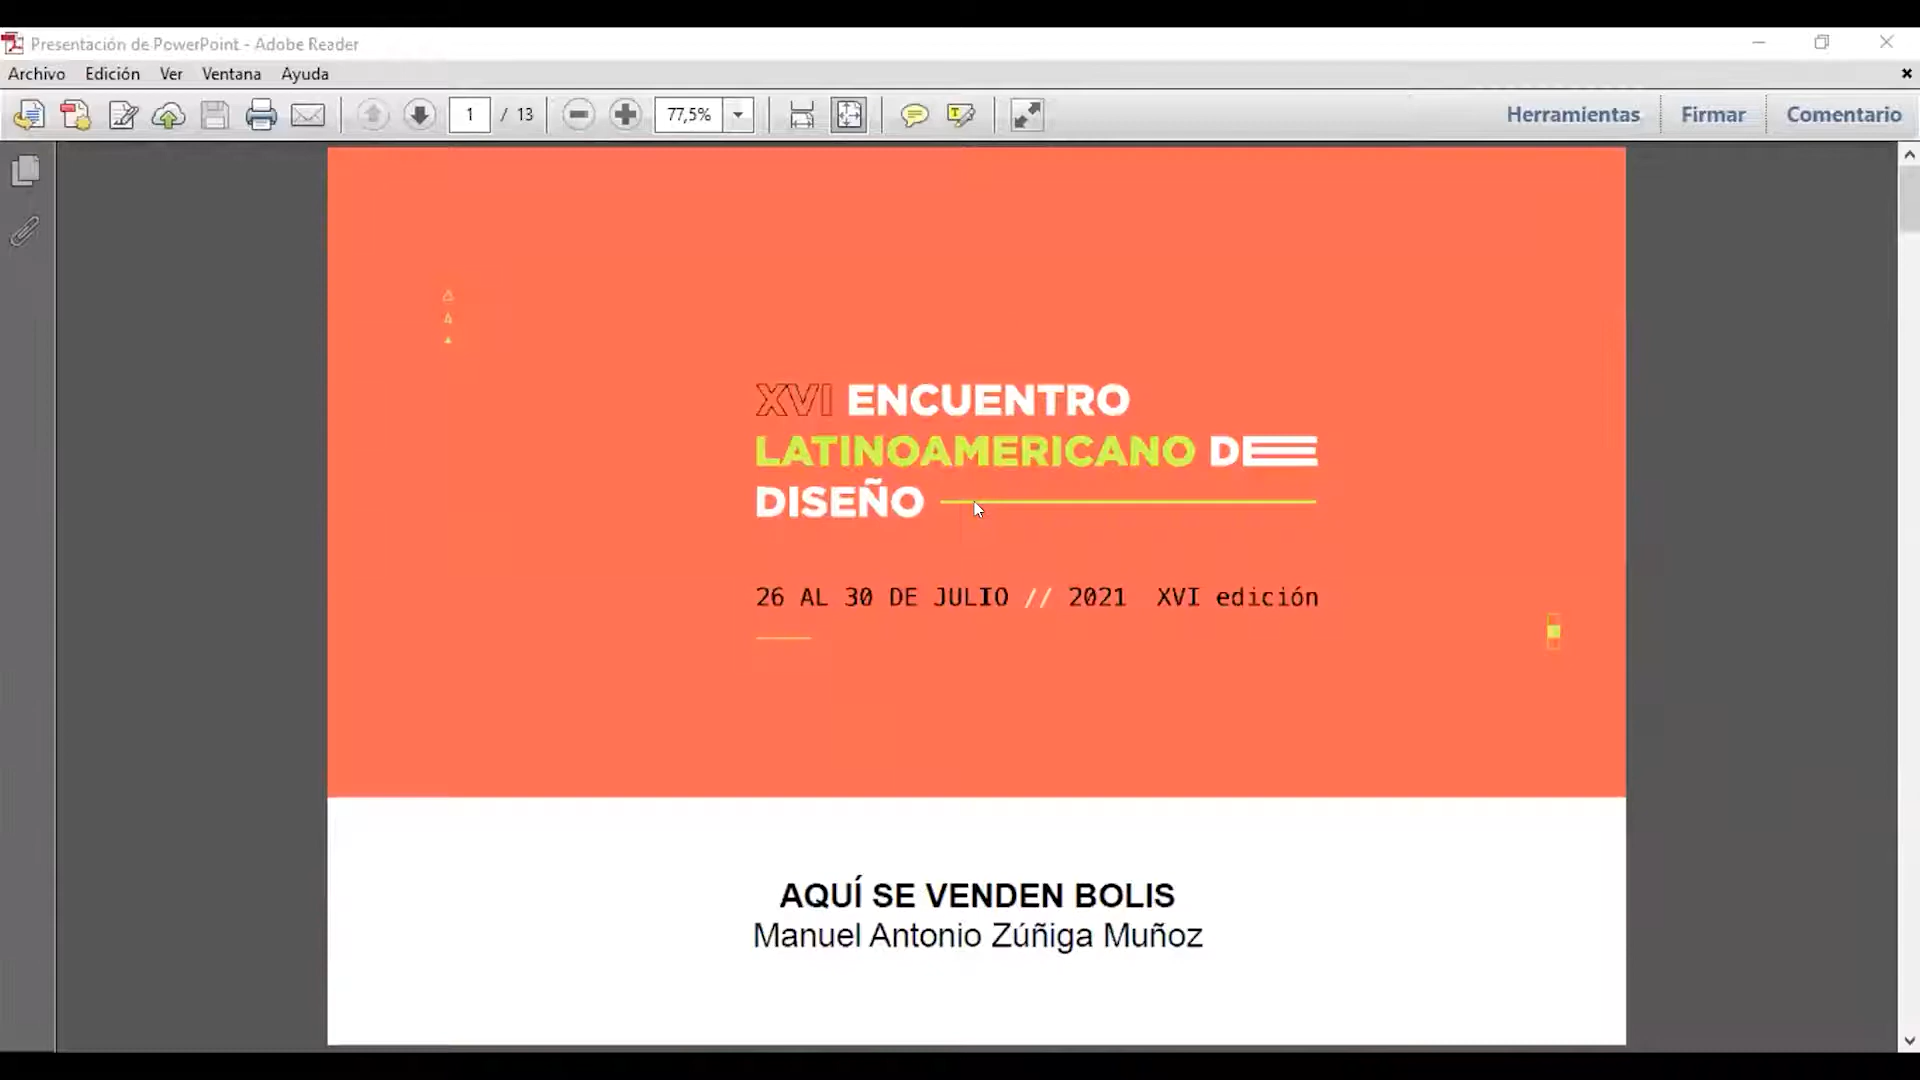 Presentación de PowerPoint - Adobe Reader
Archivo Edición Ver Ventana Ayuda
1 / 13 77,5% Herramientas Firmar Comentario
XVI ENCUENTRO
LATINOAMERICANO DE
DISEÑO
26 AL 30 DE JULIO // 2021 XVI edición
AQUÍ SE VENDEN BOLIS
Manuel Antonio Zúñiga Muñoz